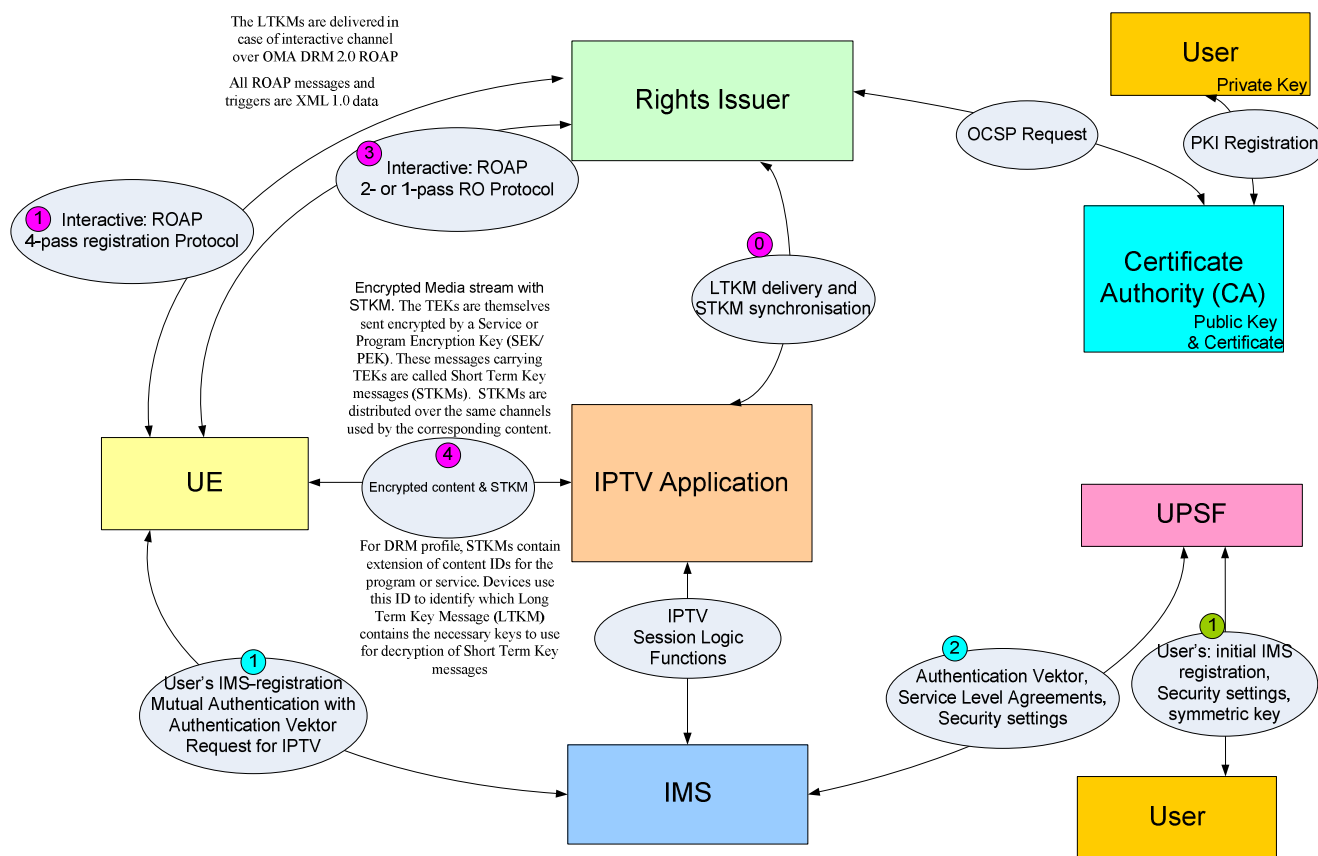 The LTKMs are delivered in
case of interactive channel
over OMA DRM 2.0 ROAP
All ROAP messages and
triggers are XML 1.0 data
Rights Issuer
User
Private Key
OCSP Request
PKI Registration
3
Interactive: ROAP
2- or 1-pass RO Protocol
1
Interactive: ROAP
4-pass registration Protocol
0
LTKM delivery and
STKM synchronisation
Certificate
Authority (CA)
Public Key
& Certificate
Encrypted Media stream with
STKM. The TEKs are themselves
sent encrypted by a Service or
Program Encryption Key (SEK/
PEK). These messages carrying
TEKs are called Short Term Key
messages (STKMs). STKMs are
distributed over the same channels
used by the corresponding content.
UE
4
Encrypted content & STKM
IPTV Application
UPSF
For DRM profile, STKMs contain
extension of content IDs for the
program or service. Devices use
this ID to identify which Long
Term Key Message (LTKM)
contains the necessary keys to use
for decryption of Short Term Key
messages
IPTV
Session Logic
Functions
1
User's IMS-registration
Mutual Authentication with
Authentication Vektor
Request for IPTV
2
Authentication Vektor,
Service Level Agreements,
Security settings
1
User's: initial IMS
registration,
Security settings,
symmetric key
IMS
User